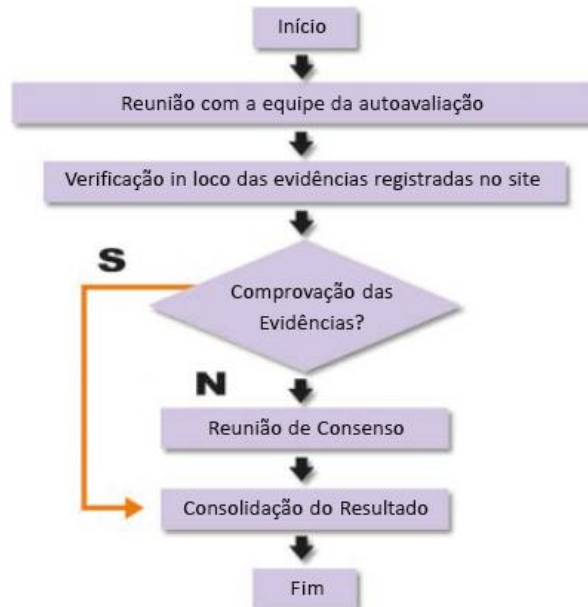 Início
Reunião com a equipe da autoavaliação
Verificação in loco das evidências registradas no site
S
Comprovação das
Evidências?
N
Reunião de Consenso
Consolidação do Resultado
Fim